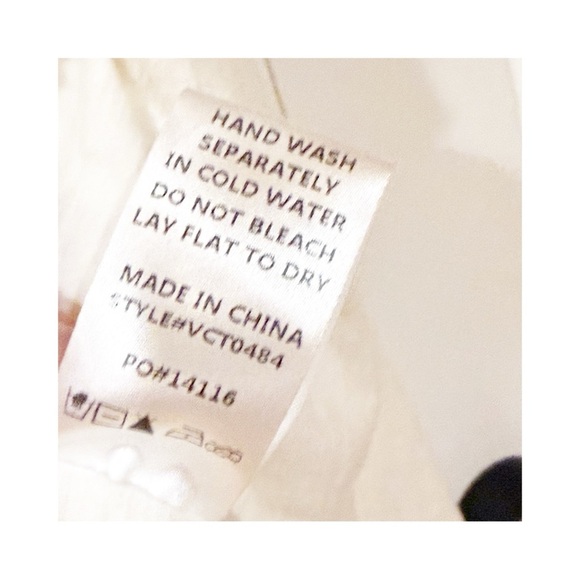 HAND WASH
SEPARATELY
IN COLD WATER
DO NOT BLEACH
LAY FLAT TO DRY
MADE IN CHINA
STYLE#VCT0484
PO#14116